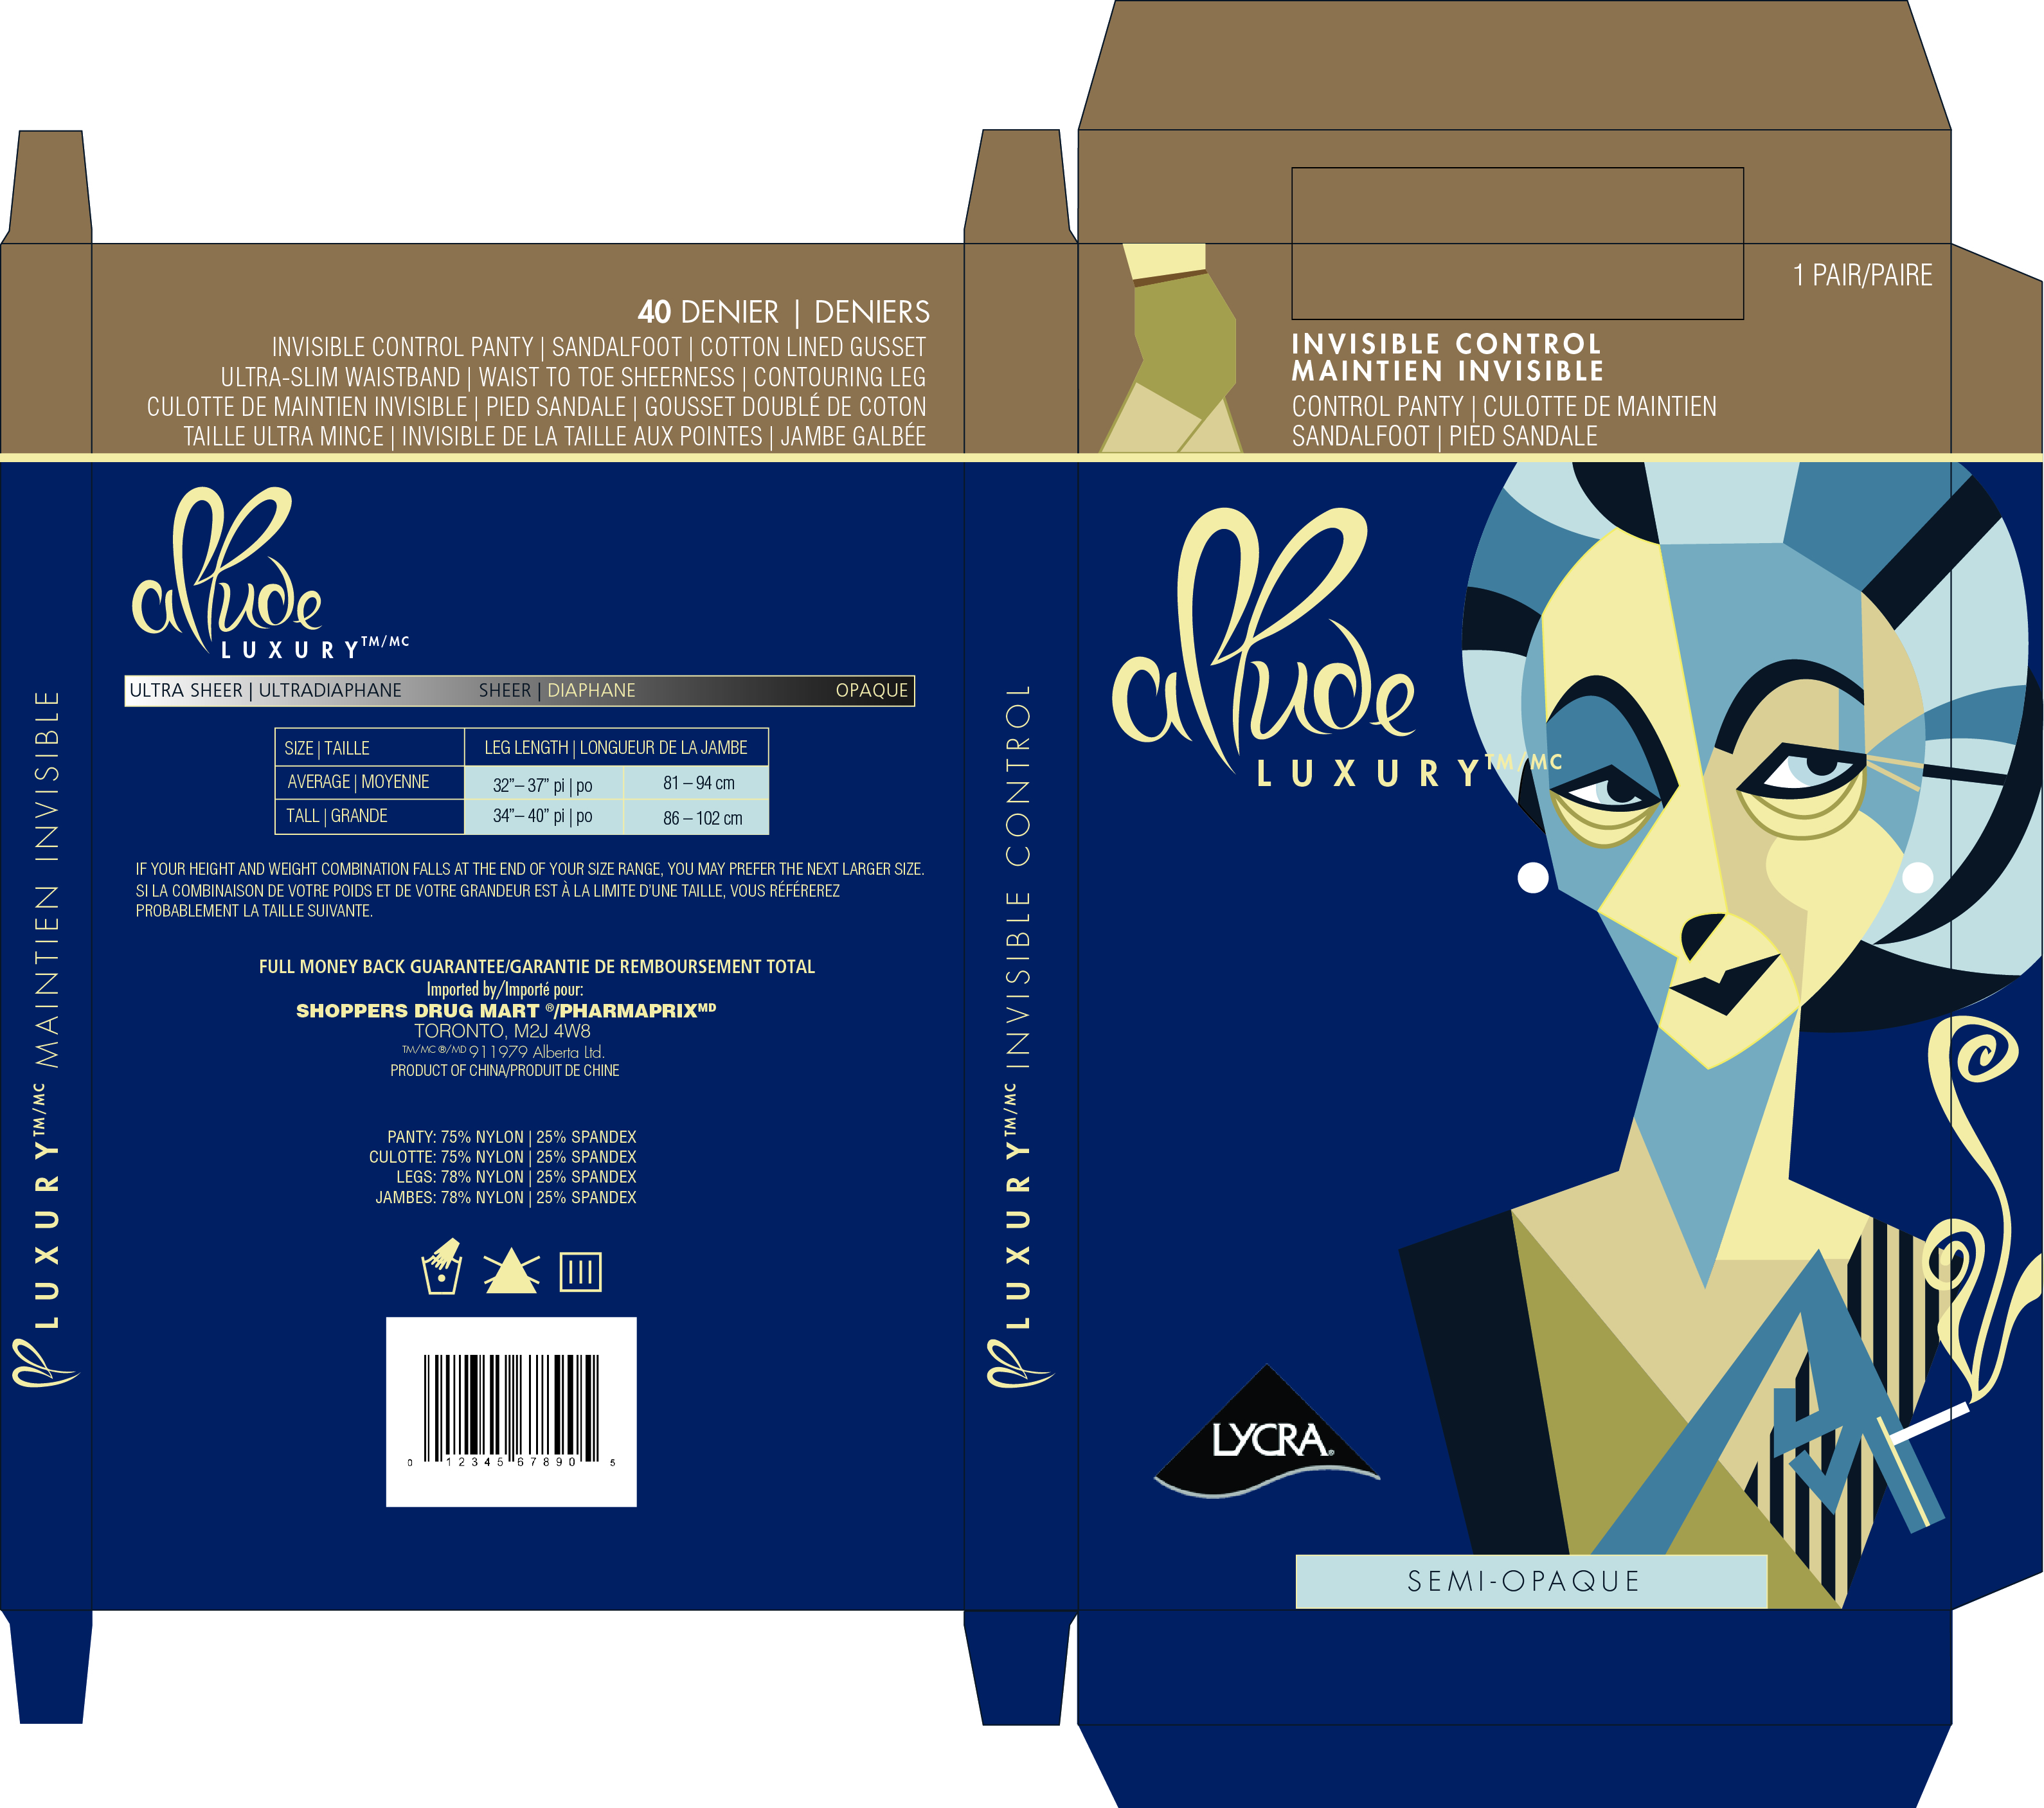 40 DENIER | DENIERS
INVISIBLE CONTROL PANTY | SANDALFOOT | COTTON LINED GUSSET
ULTRA-SLIM WAISTBAND | WAIST TO TOE SHEERNESS | CONTOURING LEG
CULOTTE DE MAINTIEN INVISIBLE | PIED SANDALE | GOUSSET DOUBLÉ DE COTON
TAILLE ULTRA MINCE | INVISIBLE DE LA TAILLE AUX POINTES | JAMBE GALBÉE
allude
LUXURY TM/MC
ULTRA SHEER | ULTRADIAPHANE SHEER | DIAPHANE OPAQUE
SIZE | TAILLE LEG LENGTH | LONGUEUR DE LA JAMBE
AVERAGE | MOYENNE 32”– 37” pi | po 81 – 94 cm
TALL | GRANDE 34”– 40” pi | po 86 – 102 cm
IF YOUR HEIGHT AND WEIGHT COMBINATION FALLS AT THE END OF YOUR SIZE RANGE, YOU MAY PREFER THE NEXT LARGER SIZE.
SI LA COMBINAISON DE VOTRE POIDS ET DE VOTRE GRANDEUR EST À LA LIMITE D'UNE TAILLE, VOUS RÉFÉREREZ
PROBABLEMENT LA TAILLE SUIVANTE.
FULL MONEY BACK GUARANTEE/GARANTIE DE REMBOURSEMENT TOTAL
Imported by/Importé pour:
SHOPPERS DRUG MART ®/PHARMAPRIX MD
TORONTO, M2J 4W8
TM/MC ®/MD 911979 Alberta Ltd.
PRODUCT OF CHINA/PRODUIT DE CHINE
PANTY: 75% NYLON | 25% SPANDEX
CULOTTE: 75% NYLON | 25% SPANDEX
LEGS: 78% NYLON | 25% SPANDEX
JAMBES: 78% NYLON | 25% SPANDEX
0 12345 67890 5
LUXURY TM/MC MAINTIEN INVISIBLE
LUXURY TM/MC INVISIBLE CONTROL
1 PAIR/PAIRE
INVISIBLE CONTROL
MAINTIEN INVISIBLE
CONTROL PANTY | CULOTTE DE MAINTIEN
SANDALFOOT | PIED SANDALE
allude
LUXURY TM/MC
LYCRA®
SEMI-OPAQUE